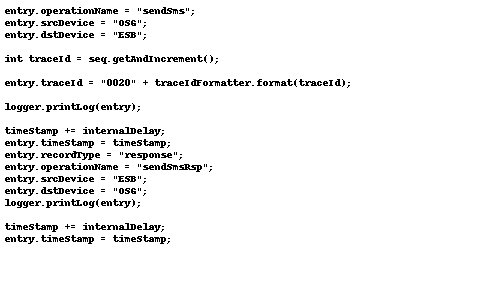 entry.operationName = "sendSms";
entry.srcDevice = "OSG";
entry.dstDevice = "ESB";
int traceId = seq.getAndIncrement();
entry.traceId = "0020" + traceIdFormatter.format(traceId);
logger.printLog(entry);
timeStamp += internalDelay;
entry.timeStamp = timeStamp;
entry.recordType = "response";
entry.operationName = "sendSmsRsp";
entry.srcDevice = "ESB";
entry.dstDevice = "OSG";
logger.printLog(entry);
timeStamp += internalDelay;
entry.timeStamp = timeStamp;